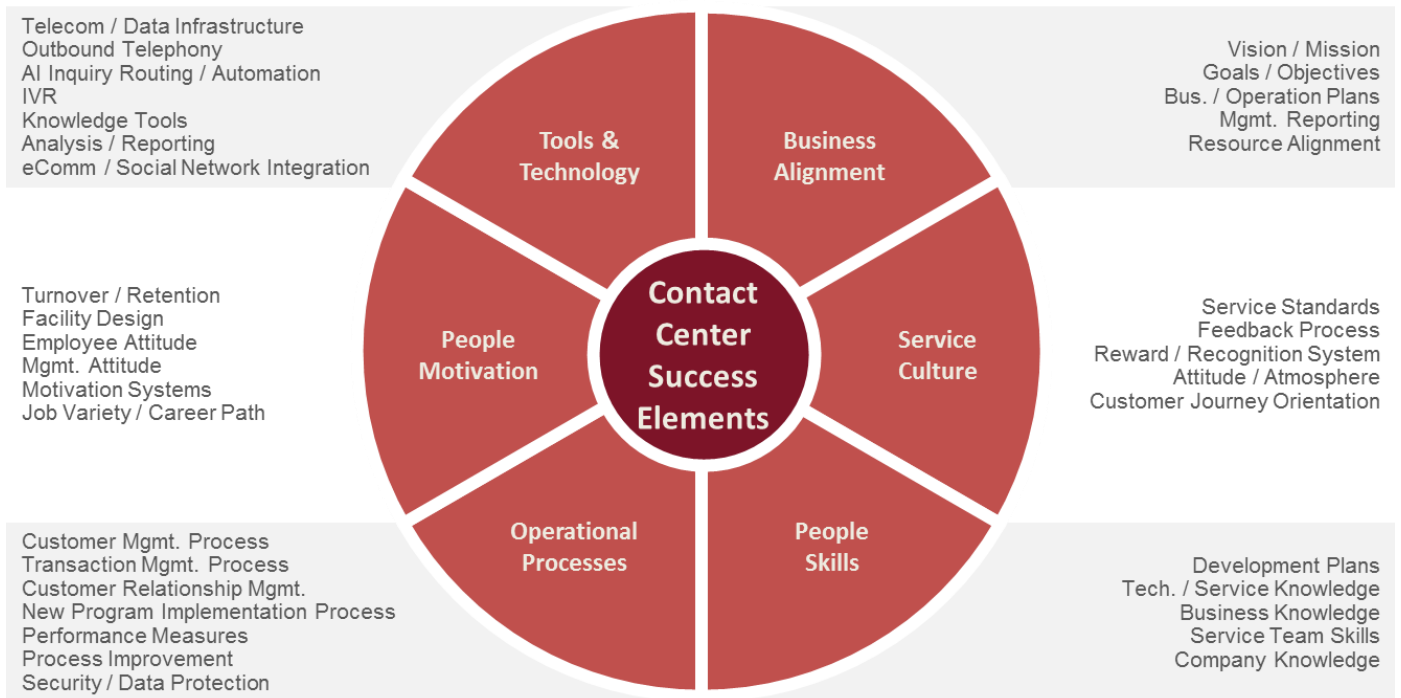 Telecom / Data Infrastructure
Outbound Telephony
AI Inquiry Routing / Automation
IVR
Knowledge Tools
Analysis / Reporting
eComm / Social Network Integration
Tools &
Technology
Business
Alignment
Vision / Mission
Goals / Objectives
Bus. / Operation Plans
Mgmt. Reporting
Resource Alignment
Turnover / Retention
Facility Design
Employee Attitude
Mgmt. Attitude
Motivation Systems
Job Variety / Career Path
People
Motivation
Contact
Center
Success
Elements
Service
Culture
Service Standards
Feedback Process
Reward / Recognition System
Attitude / Atmosphere
Customer Journey Orientation
Customer Mgmt. Process
Transaction Mgmt. Process
Customer Relationship Mgmt.
New Program Implementation Process
Performance Measures
Process Improvement
Security / Data Protection
Operational
Processes
People
Skills
Development Plans
Tech. / Service Knowledge
Business Knowledge
Service Team Skills
Company Knowledge